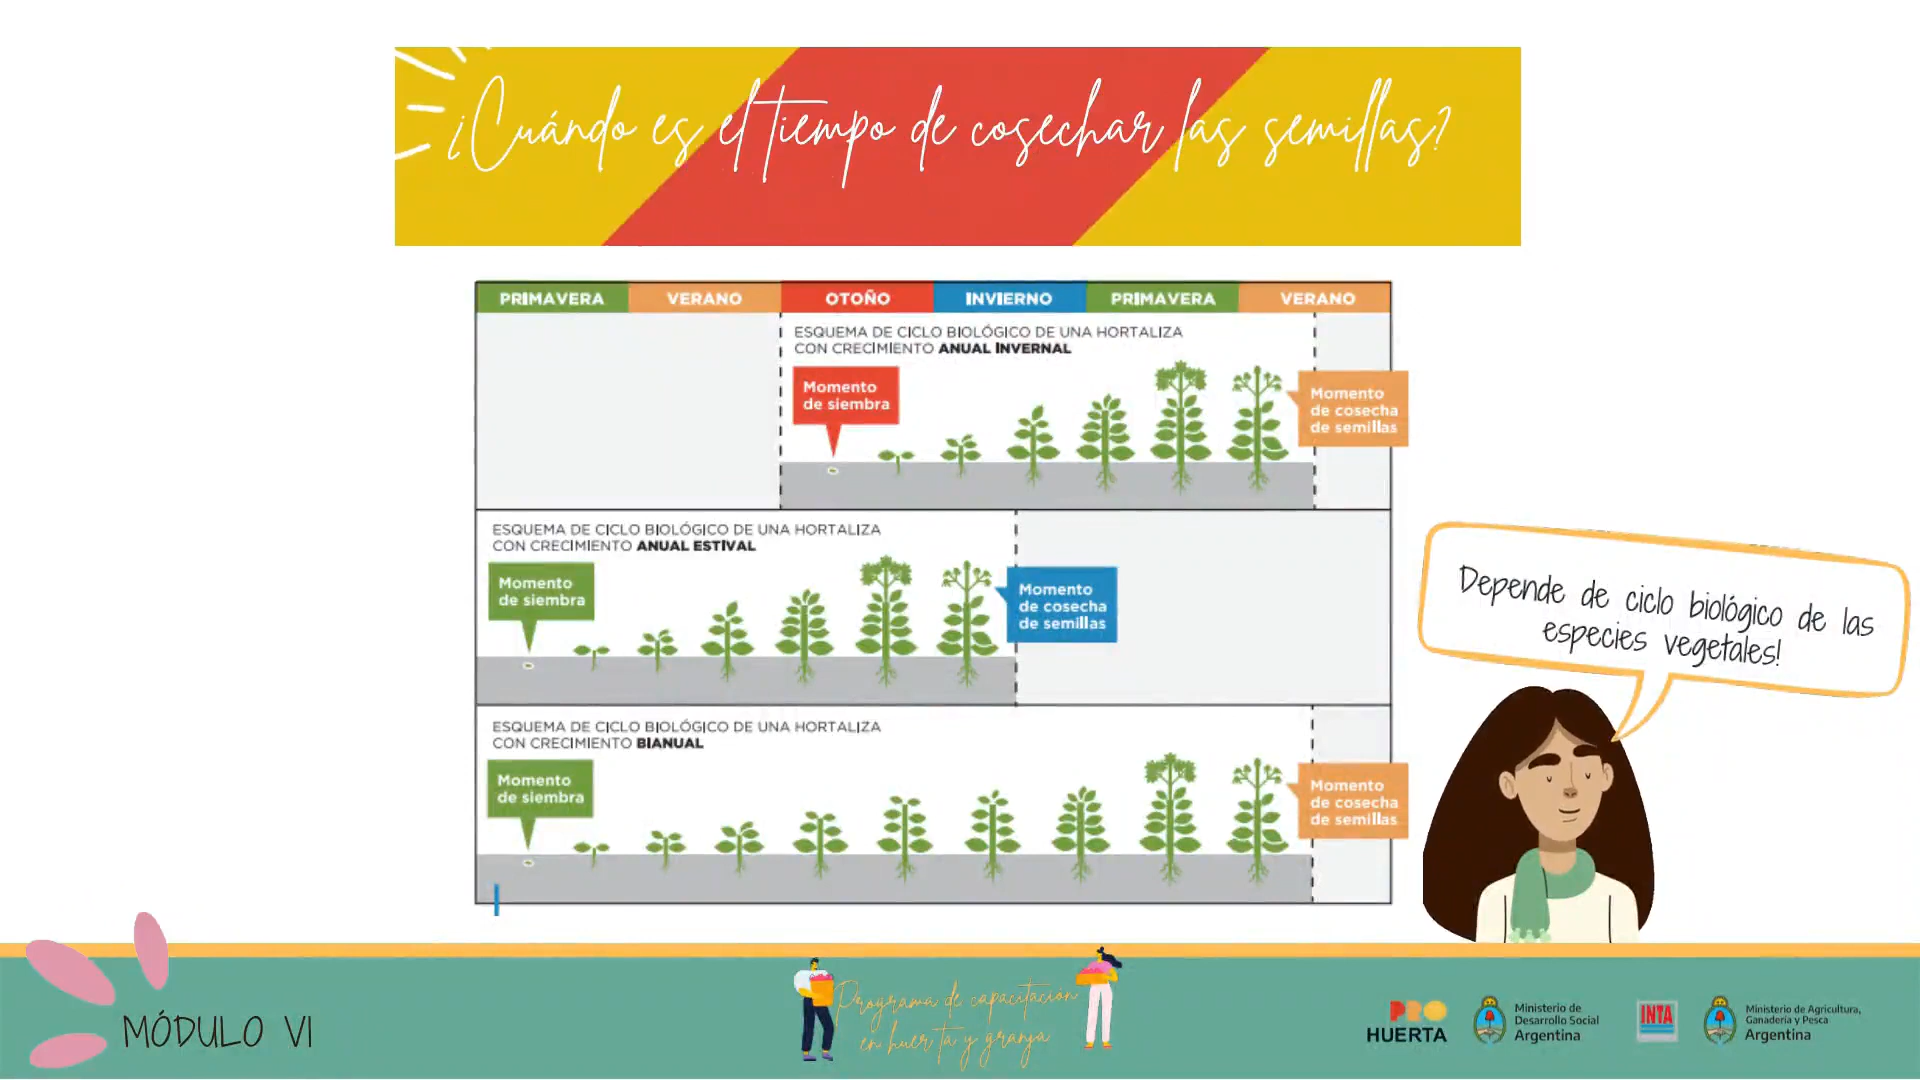 ¿Cuándo es el tiempo de cosechar las semillas?
PRIMAVERA VERANO OTOÑO INVIERNO PRIMAVERA VERANO
ESQUEMA DE CICLO BIOLÓGICO DE UNA HORTALIZA
CON CRECIMIENTO ANUAL INVERNAL
Momento
de siembra
Momento
de cosecha
de semillas
ESQUEMA DE CICLO BIOLÓGICO DE UNA HORTALIZA
CON CRECIMIENTO ANUAL ESTIVAL
Momento
de siembra
Momento
de cosecha
de semillas
ESQUEMA DE CICLO BIOLÓGICO DE UNA HORTALIZA
CON CRECIMIENTO BIANUAL
Momento
de siembra
Momento
de cosecha
de semillas
Depende de ciclo biológico de las
especies vegetales!
MÓDULO VI
Programa de capacitación
en huerta y granja
PRO
HUERTA
Ministerio de
Desarrollo Social
Argentina
INTA
Ministerio de Agricultura,
Ganadería y Pesca
Argentina